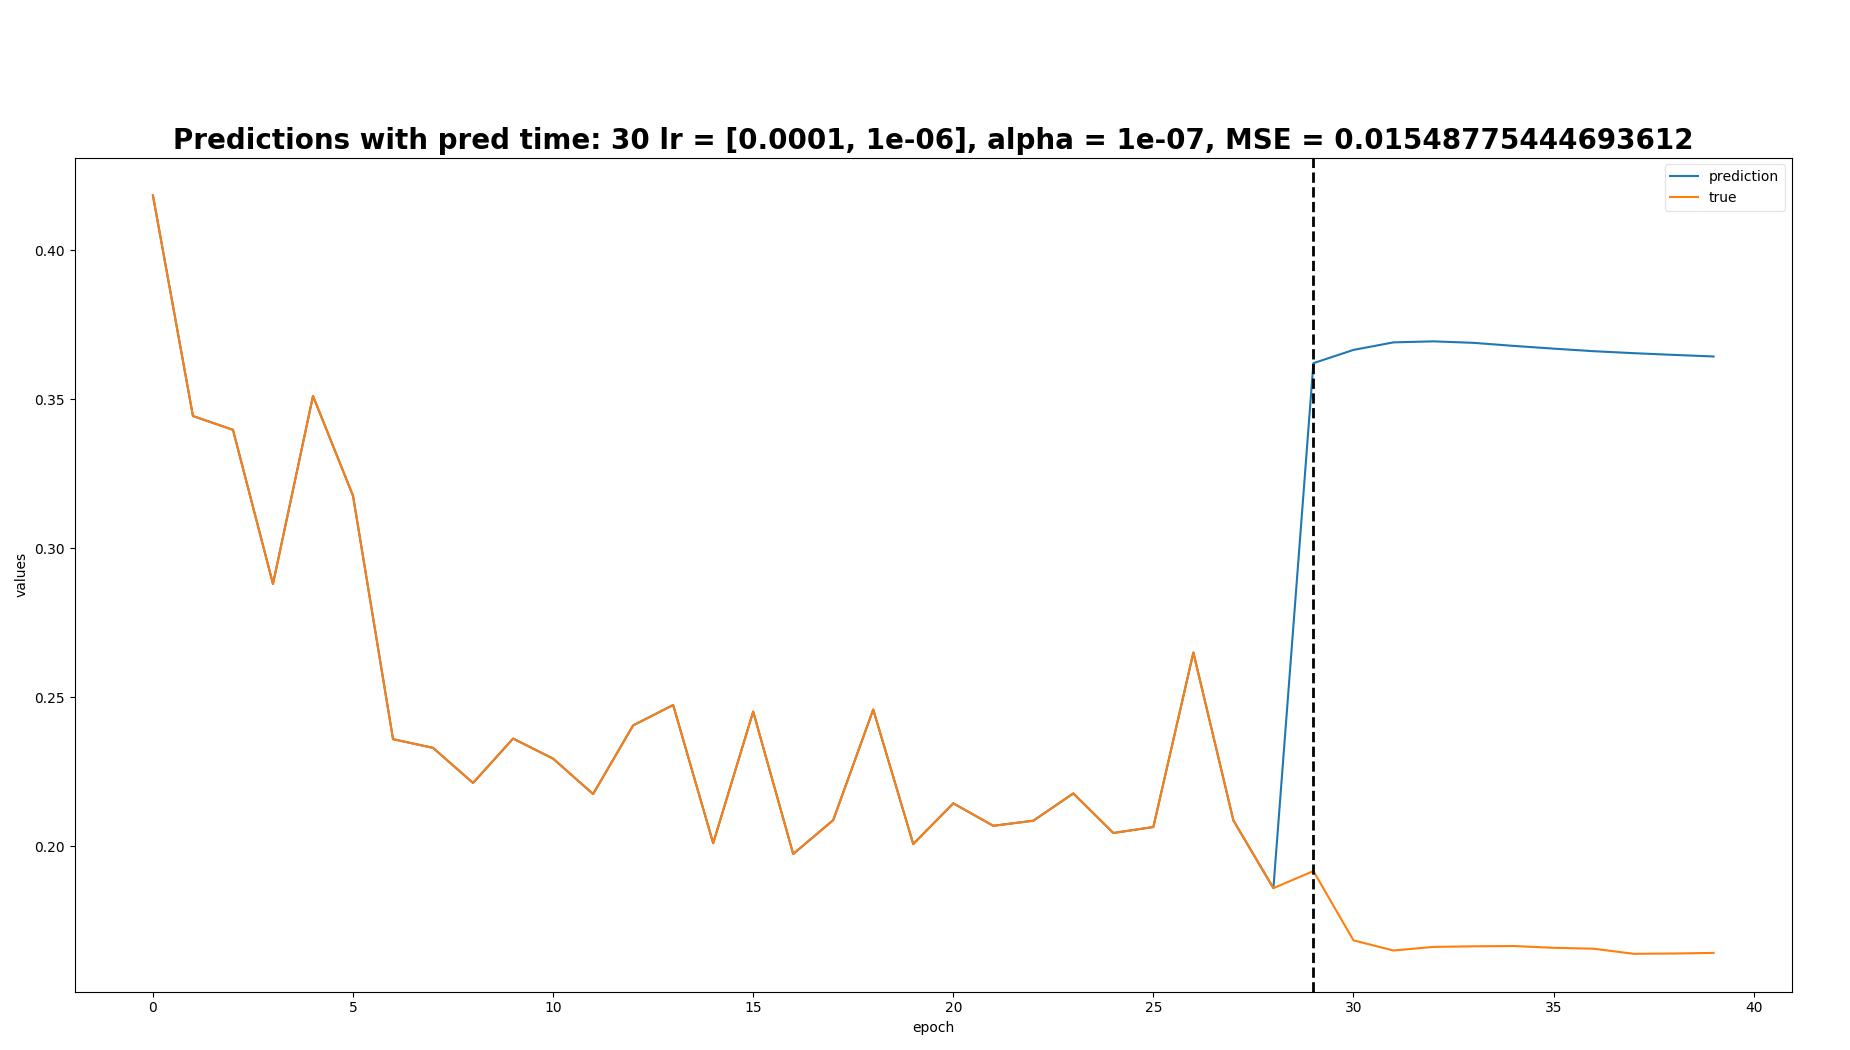 Predictions with pred time: 30 lr = [0.0001, 1e-06], alpha = 1e-07, MSE = 0.01548775444693612
prediction
true
0.40
0.35
0.30
0.25
0.20
values
0 5 10 15 20 25 30 35 40
epoch